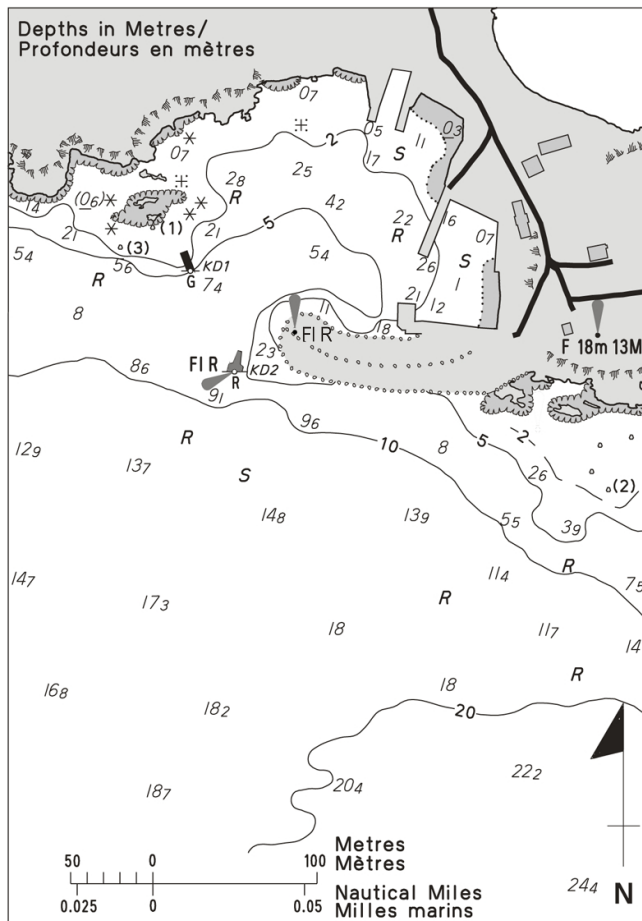 Depths in Metres/
Profondeurs en mètres
0₇
0₅
0₃
1₇
S
1₁
2
0₇
2₅
2₈
R
(0₆)
14
(1)
4₂
2₂
1₆
R
0₇
2₁
2₁
5
(3)
5₄
5₄
5₆
KD1
G
7₄
2₆
S
1
R
2₁
1₂
8
1₁
1₈
Fl R
2₃
F 18m 13M
8₆
Fl R
KD2
R
9₁
9₆
2
R
10
8
5
12₉
13₇
S
2₆
(2)
14₈
13₉
5₅
3₉
R
14₇
11₄
7₅
17₃
R
18
11₇
14
R
16₈
18
18₂
20
22₂
20₄
18₇
Metres
50 0 100
Mètres
Nautical Miles
0.025 0 0.05
Milles marins
24₄
N